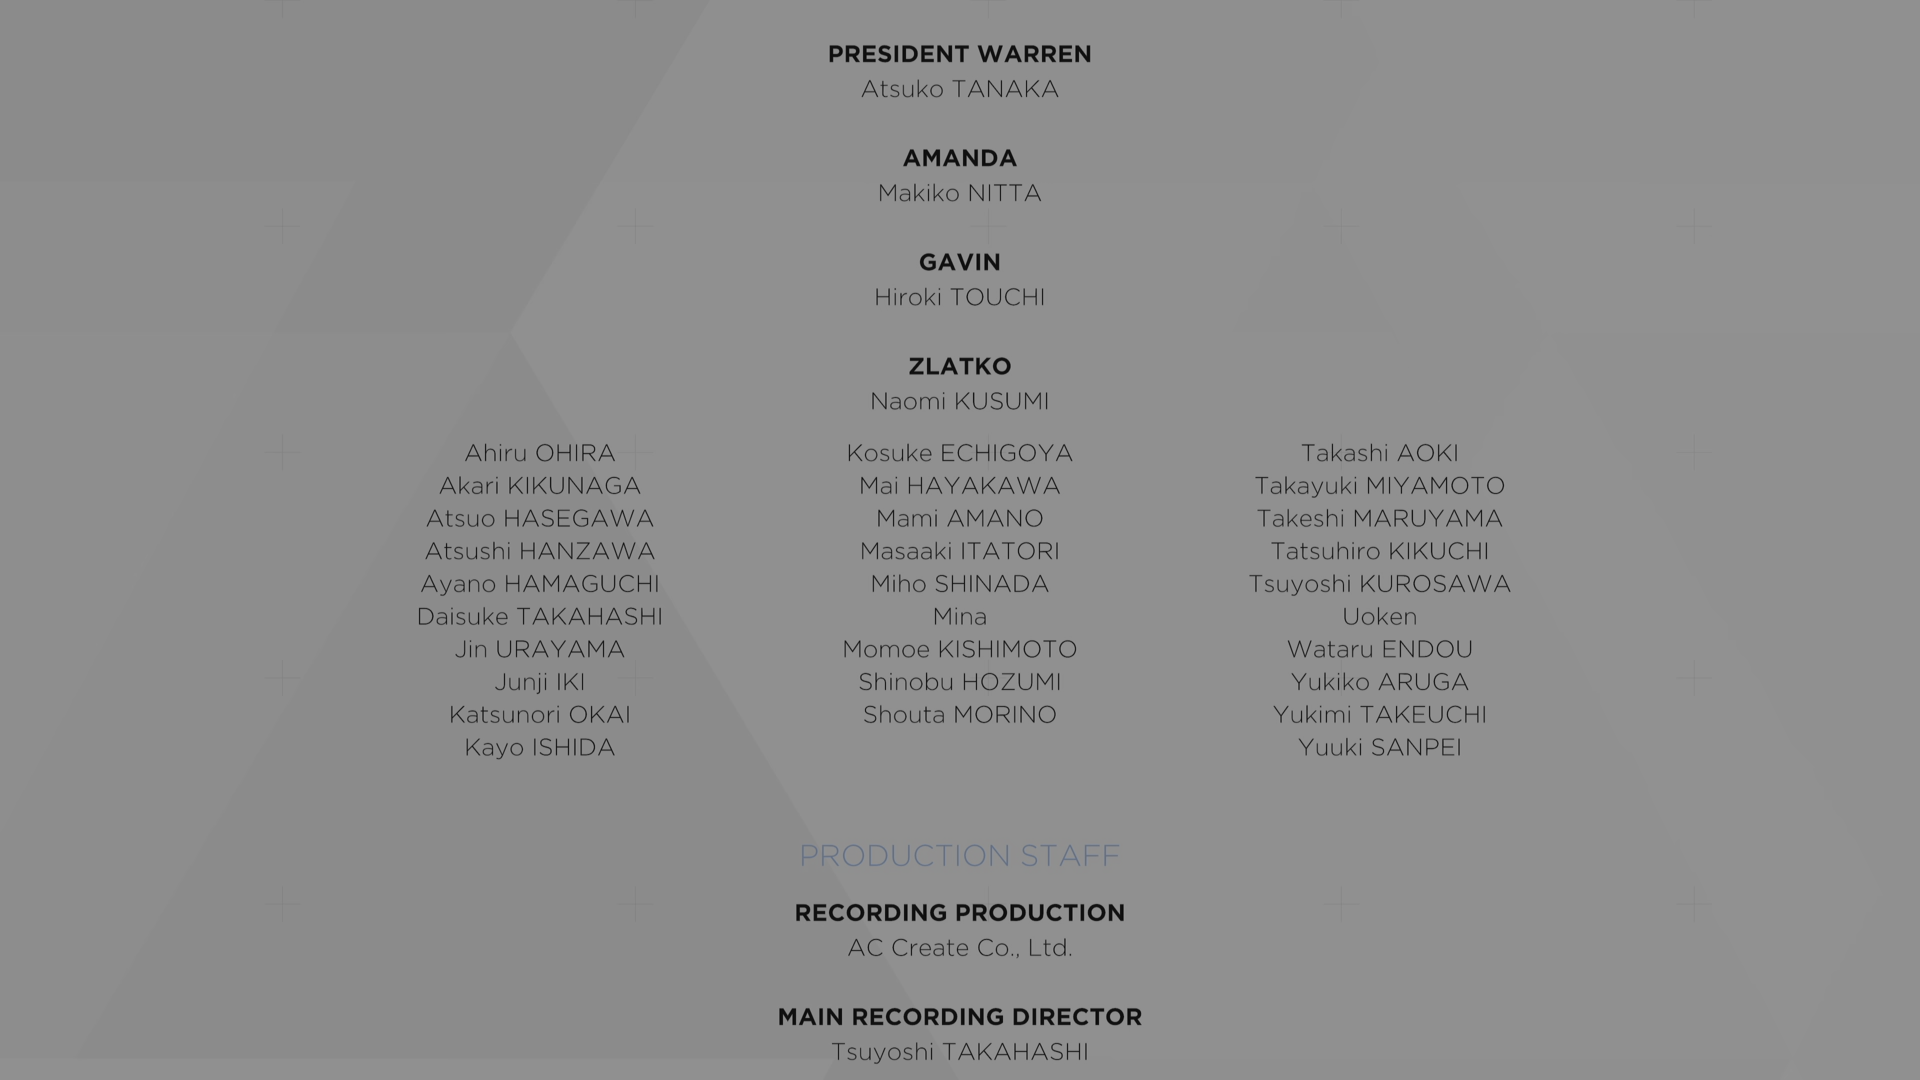 PRESIDENT WARREN
Atsuko TANAKA
AMANDA
Makiko NITTA
GAVIN
Hiroki TOUCHI
ZLATKO
Naomi KUSUMI
Ahiru OHIRA
Akari KIKUNAGA
Atsuo HASEGAWA
Atsushi HANZAWA
Ayano HAMAGUCHI
Daisuke TAKAHASHI
Jin URAYAMA
Junji IKI
Katsunori OKAI
Kayo ISHIDA
Kosuke ECHIGOYA
Mai HAYAKAWA
Mami AMANO
Masaaki ITATORI
Miho SHINADA
Mina
Momoe KISHIMOTO
Shinobu HOZUMI
Shouta MORINO
Takashi AOKI
Takayuki MIYAMOTO
Takeshi MARUYAMA
Tatsuhiro KIKUCHI
Tsuyoshi KUROSAWA
Uoken
Wataru ENDOU
Yukiko ARUGA
Yukimi TAKEUCHI
Yuuki SANPEI
PRODUCTION STAFF
RECORDING PRODUCTION
AC Create Co., Ltd.
MAIN RECORDING DIRECTOR
Tsuyoshi TAKAHASHI